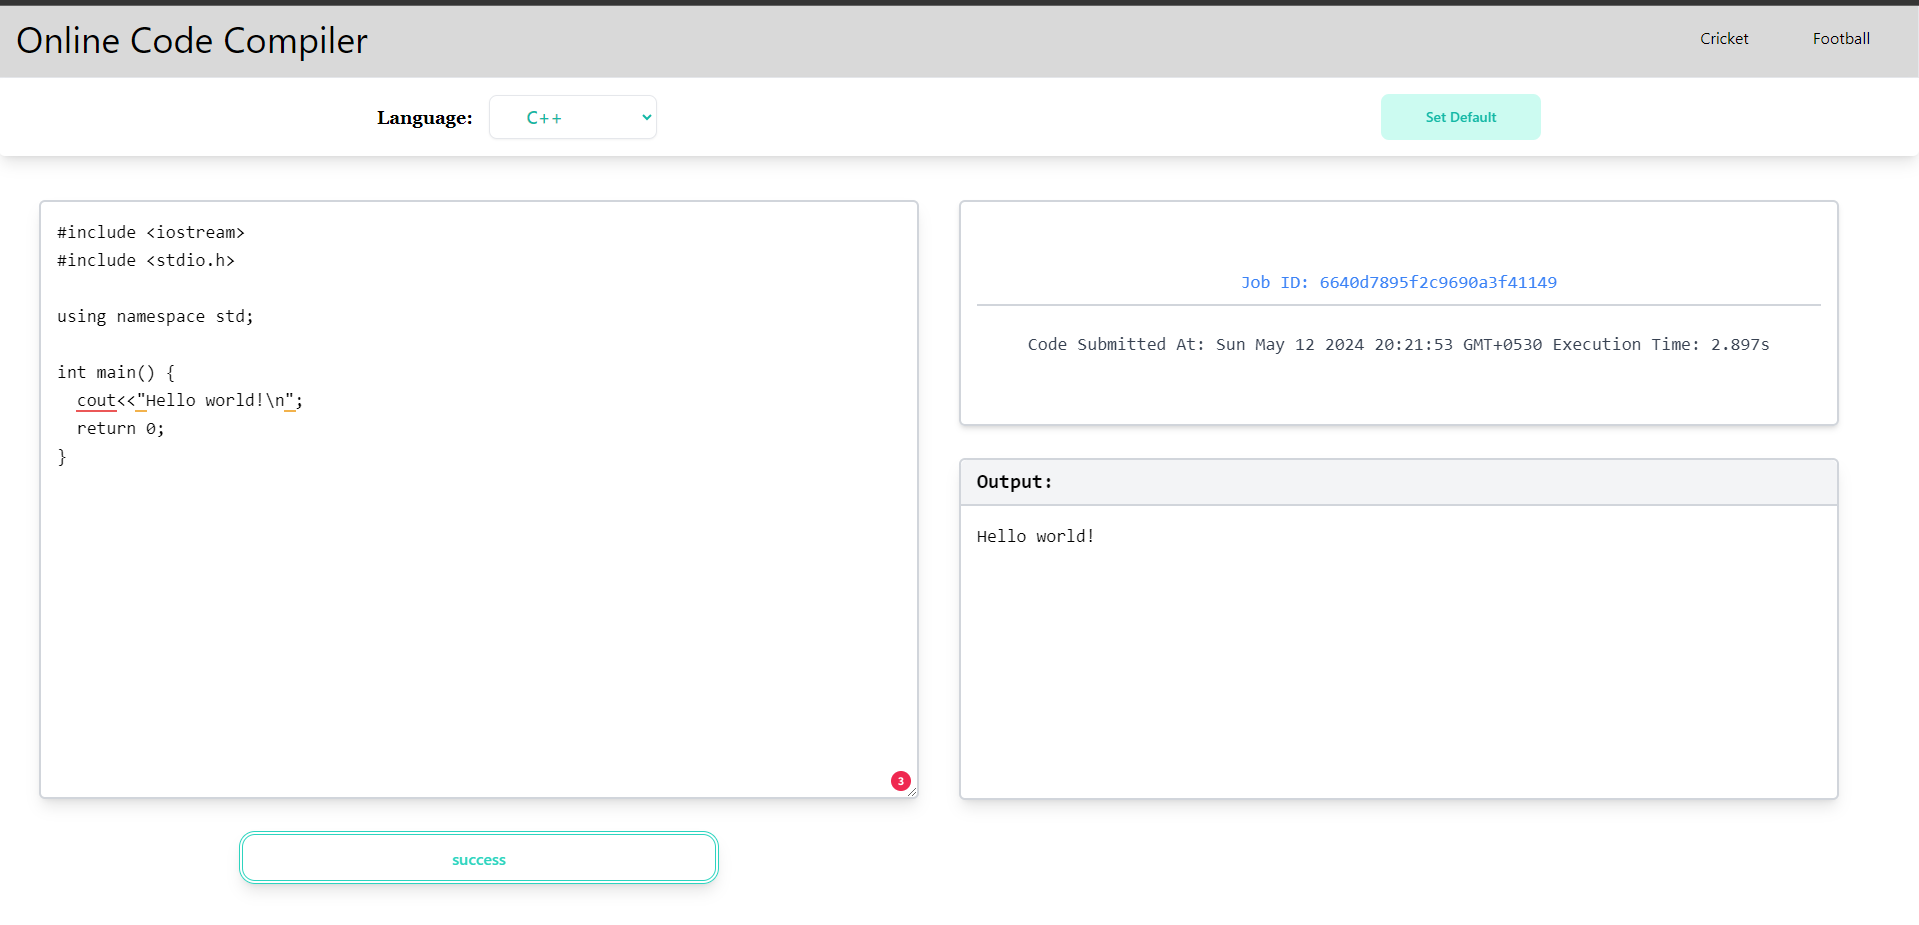 Online Code Compiler
Cricket
Football
Language:
C++
Set Default
#include <iostream>
#include <stdio.h>
using namespace std;
int main() {
cout<<"Hello world!\n";
return 0;
}
3
success
Job ID: 6640d7895f2c9690a3f41149
Code Submitted At: Sun May 12 2024 20:21:53 GMT+0530 Execution Time: 2.897s
Output:
Hello world!